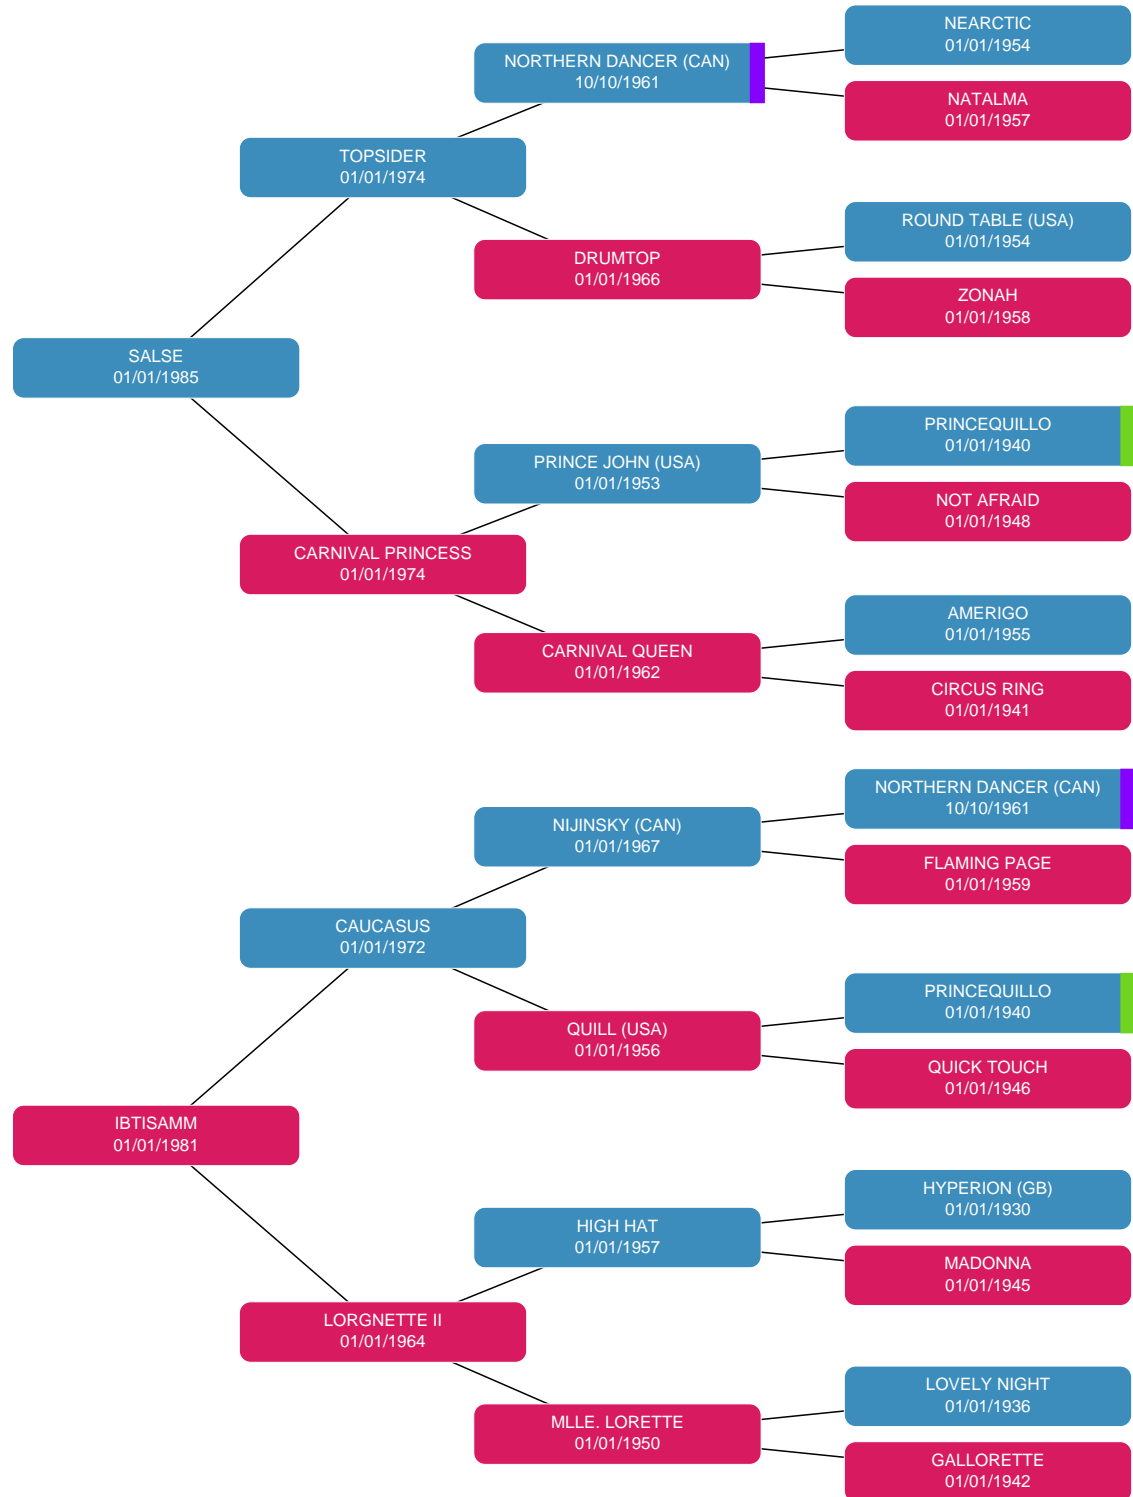 NEARCTIC
01/01/1954
NORTHERN DANCER (CAN)
10/10/1961
NATALMA
01/01/1957
TOPSIDER
01/01/1974
ROUND TABLE (USA)
01/01/1954
DRUMTOP
01/01/1966
ZONAH
01/01/1958
SALSE
01/01/1985
PRINCEQUILLO
01/01/1940
PRINCE JOHN (USA)
01/01/1953
NOT AFRAID
01/01/1948
CARNIVAL PRINCESS
01/01/1974
AMERIGO
01/01/1955
CARNIVAL QUEEN
01/01/1962
CIRCUS RING
01/01/1941
NORTHERN DANCER (CAN)
10/10/1961
NIJINSKY (CAN)
01/01/1967
FLAMING PAGE
01/01/1959
CAUCASUS
01/01/1972
PRINCEQUILLO
01/01/1940
QUILL (USA)
01/01/1956
QUICK TOUCH
01/01/1946
IBTISAMM
01/01/1981
HYPERION (GB)
01/01/1930
HIGH HAT
01/01/1957
MADONNA
01/01/1945
LORGNETTE II
01/01/1964
LOVELY NIGHT
01/01/1936
MLLE. LORETTE
01/01/1950
GALLORETTE
01/01/1942